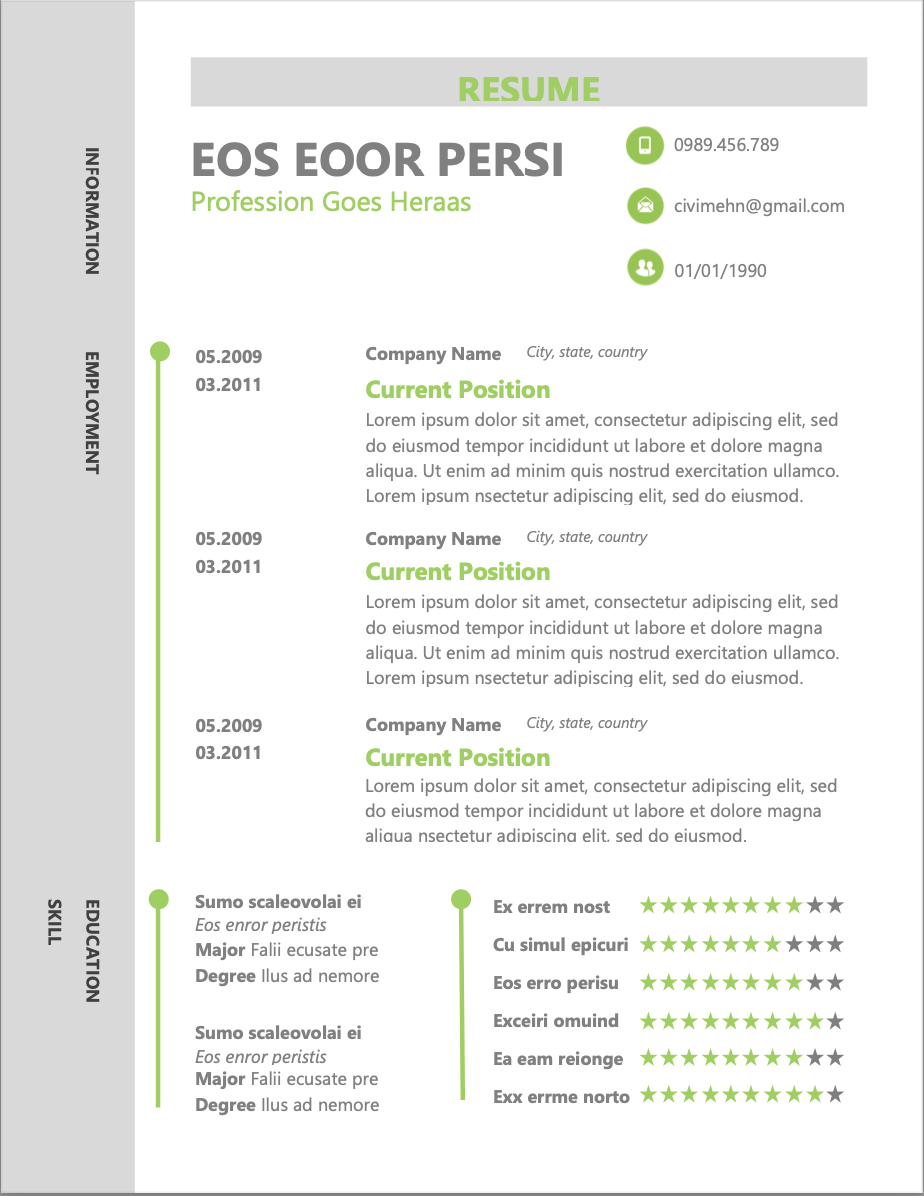 RESUME
EOS EOOR PERSI
Profession Goes Heraas
0989.456.789
civimehn@gmail.com
01/01/1990
INFORMATION
EMPLOYMENT
05.2009
03.2011
Company Name City, state, country
Current Position
Lorem ipsum dolor sit amet, consectetur adipiscing elit, sed
do eiusmod tempor incididunt ut labore et dolore magna
aliqua. Ut enim ad minim quis nostrud exercitation ullamco.
Lorem ipsum nsectetur adipiscing elit, sed do eiusmod.
05.2009
03.2011
Company Name City, state, country
Current Position
Lorem ipsum dolor sit amet, consectetur adipiscing elit, sed
do eiusmod tempor incididunt ut labore et dolore magna
aliqua. Ut enim ad minim quis nostrud exercitation ullamco.
Lorem ipsum nsectetur adipiscing elit, sed do eiusmod.
05.2009
03.2011
Company Name City, state, country
Current Position
Lorem ipsum dolor sit amet, consectetur adipiscing elit, sed
do eiusmod tempor incididunt ut labore et dolore magna
aliqua nsectetur adipiscing elit, sed do eiusmod.
EDUCATION
SKILL
Sumo scaleovolai ei
Eos enror peristis
Major Falii ecusate pre
Degree Ilus ad nemore
Sumo scaleovolai ei
Eos enror peristis
Major Falii ecusate pre
Degree Ilus ad nemore
Ex errem nost
Cu simul epicuri
Eos erro perisu
Exceiri omuind
Ea eam reionge
Exx errme norto